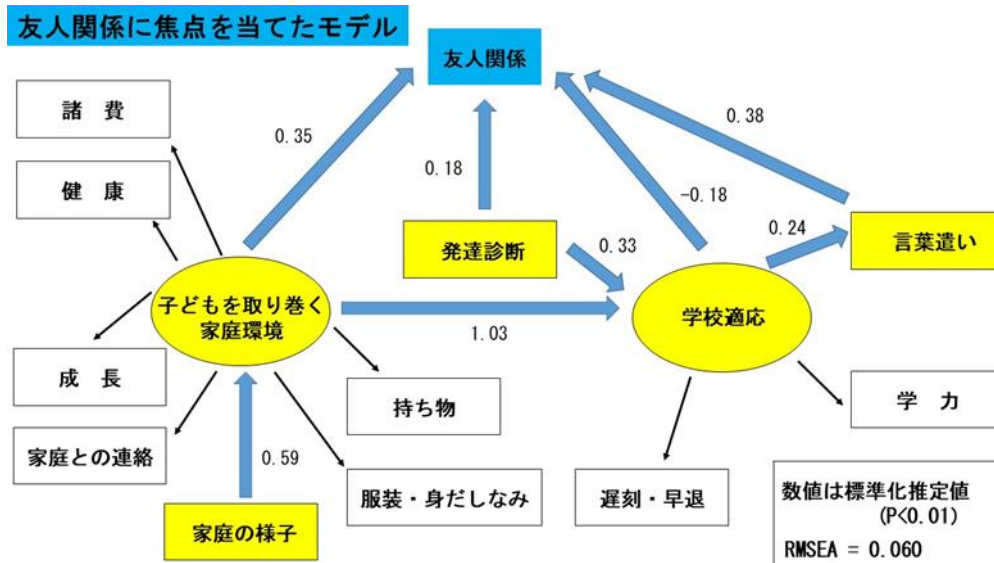 友人関係に焦点を当てたモデル
友人関係
諸　費
0.35
0.38
健　康
0.18
-0.18
発達診断
0.33
0.24
言葉遣い
子どもを取り巻く
家庭環境
1.03
学校適応
成　長
持ち物
学　力
家庭との連絡
0.59
服装・身だしなみ
遅刻・早退
家庭の様子
数値は標準化推定値
(P<0.01)
RMSEA = 0.060